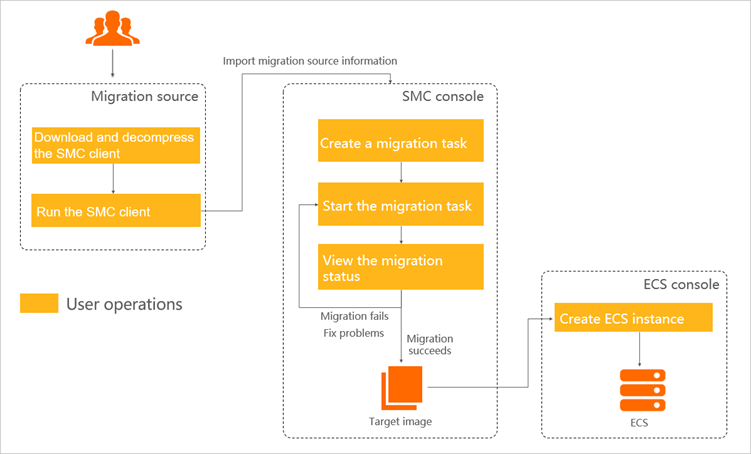 Import migration source information
Migration source
Download and decompress
the SMC client
Run the SMC client
User operations
SMC console
Create a migration task
Start the migration task
View the migration
status
Migration fails
Fix problems
Migration
succeeds
Target image
ECS console
Create ECS instance
ECS